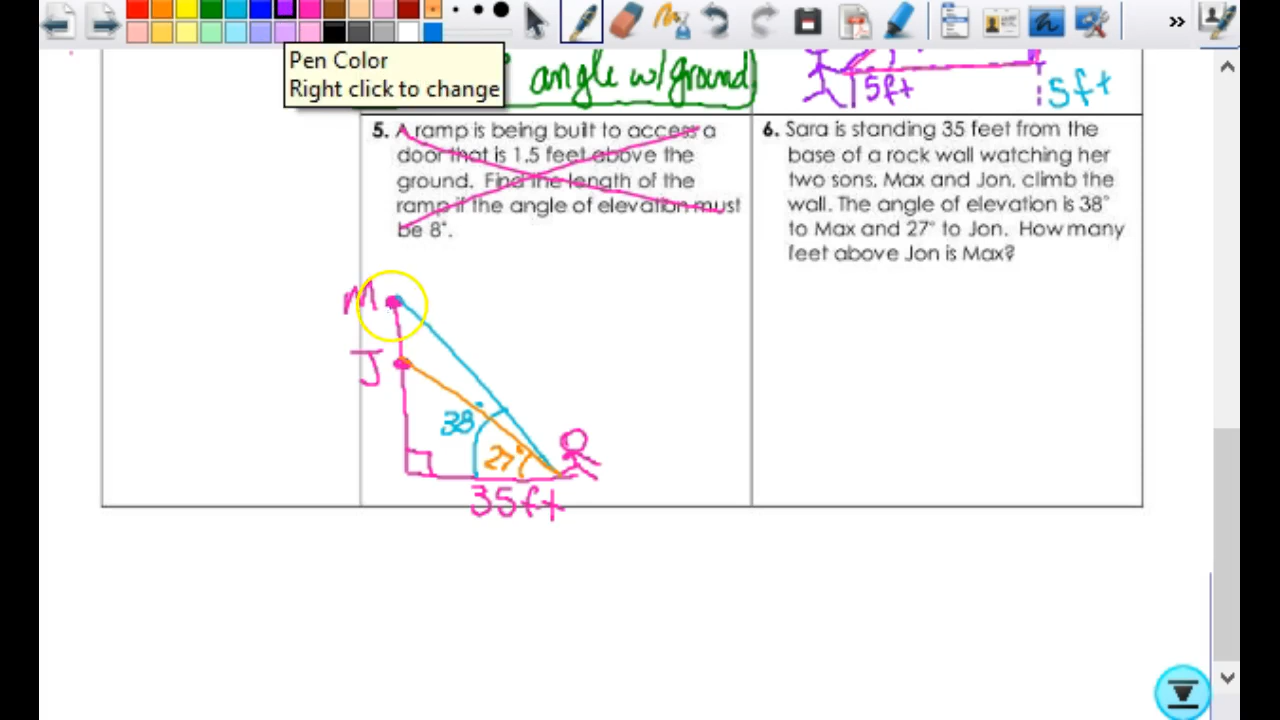 Pen Color
Right click to change
angle w/ground
5ft
5ft
5. A ramp is being built to access a
door that is 1.5 feet above the
ground. Find the length of the
ramp if the angle of elevation must
be 8°.
6. Sara is standing 35 feet from the
base of a rock wall watching her
two sons, Max and Jon, climb the
wall. The angle of elevation is 38°
to Max and 27° to Jon. How many
feet above Jon is Max?
M
J
38°
27°
35ft